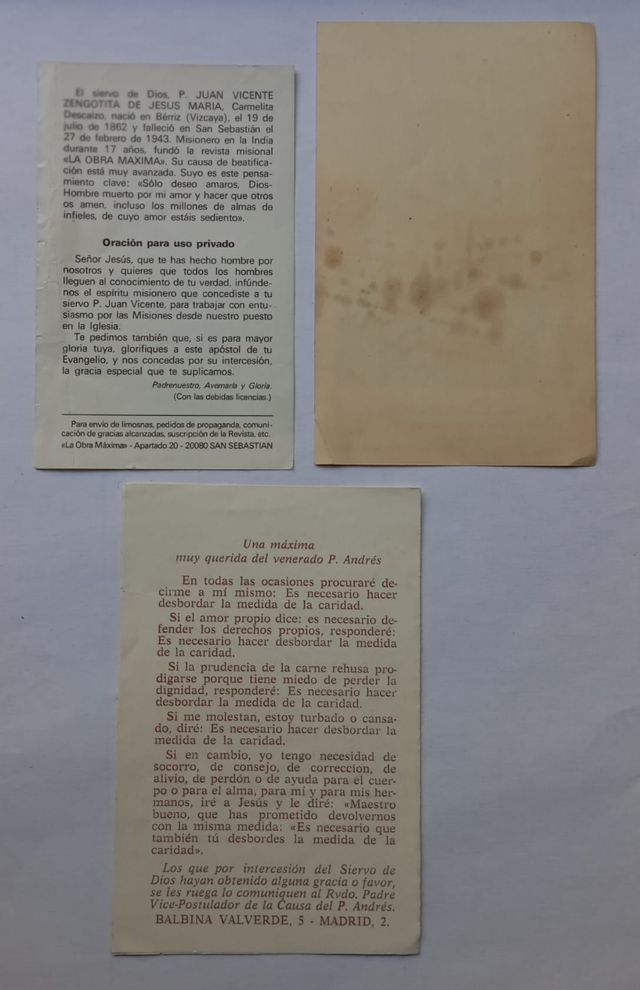 El siervo de Dios, P. JUAN VICENTE
ZENGOTITA DE JESUS MARIA, Carmelita
Descalzo, nació en Bérriz (Vizcaya), el 19 de
julio de 1862 y falleció en San Sebastián el
27 de febrero de 1943. Misionero en la India
durante 17 años, fundó la revista misional
«LA OBRA MAXIMA». Su causa de beatifica-
ción está muy avanzada. Suyo es este pensa-
miento clave: «Sólo deseo amaros, Dios-
Hombre muerto por mi amor y hacer que otros
os amen, incluso los millones de almas de
infieles, de cuyo amor estáis sediento».
Oración para uso privado
Señor Jesús, que te has hecho hombre por
nosotros y quieres que todos los hombres
lleguen al conocimiento de tu verdad, infúnde-
nos el espíritu misionero que concediste a tu
siervo P. Juan Vicente, para trabajar con entu-
siasmo por las Misiones desde nuestro puesto
en la Iglesia.
Te pedimos también que, si es para mayor
gloria tuya, glorifiques a este apóstol de tu
Evangelio, y nos concedas por su intercesión,
la gracia especial que te suplicamos.
Padrenuestro, Avemaría y Gloria.
(Con las debidas licencias.)
Para envío de limosnas, pedidos de propaganda, comuni-
cación de gracias alcanzadas, suscripción de la Revista, etc.
«La Obra Máxima» - Apartado 20 - 20080 SAN SEBASTIAN
Una máxima
muy querida del venerado P. Andrés
En todas las ocasiones procuraré de-
cirme a mí mismo: Es necesario hacer
desbordar la medida de la caridad.
Si el amor propio dice: es necesario de-
fender los derechos propios, responderé:
Es necesario hacer desbordar la medida
de la caridad.
Si la prudencia de la carne rehusa pro-
digarse porque tiene miedo de perder la
dignidad, responderé: Es necesario hacer
desbordar la medida de la caridad.
Si me molestan, estoy turbado o cansa-
do, diré: Es necesario hacer desbordar la
medida de la caridad.
Si en cambio, yo tengo necesidad de
socorro, de consejo, de correccion, de
alivio, de perdón o de ayuda para el cuer-
po o para el alma, para mí y para mis her-
manos, iré a Jesús y le diré: «Maestro
bueno, que has prometido devolvernos
con la misma medida: «Es necesario que
también tú desbordes la medida de la
caridad».
Los que por intercesión del Siervo de
Dios hayan obtenido alguna gracia o favor,
se les ruega lo comuniquen al Rvdo. Padre
Vice-Postulador de la Causa del P. Andrés.
BALBINA VALVERDE, 5 - MADRID, 2.